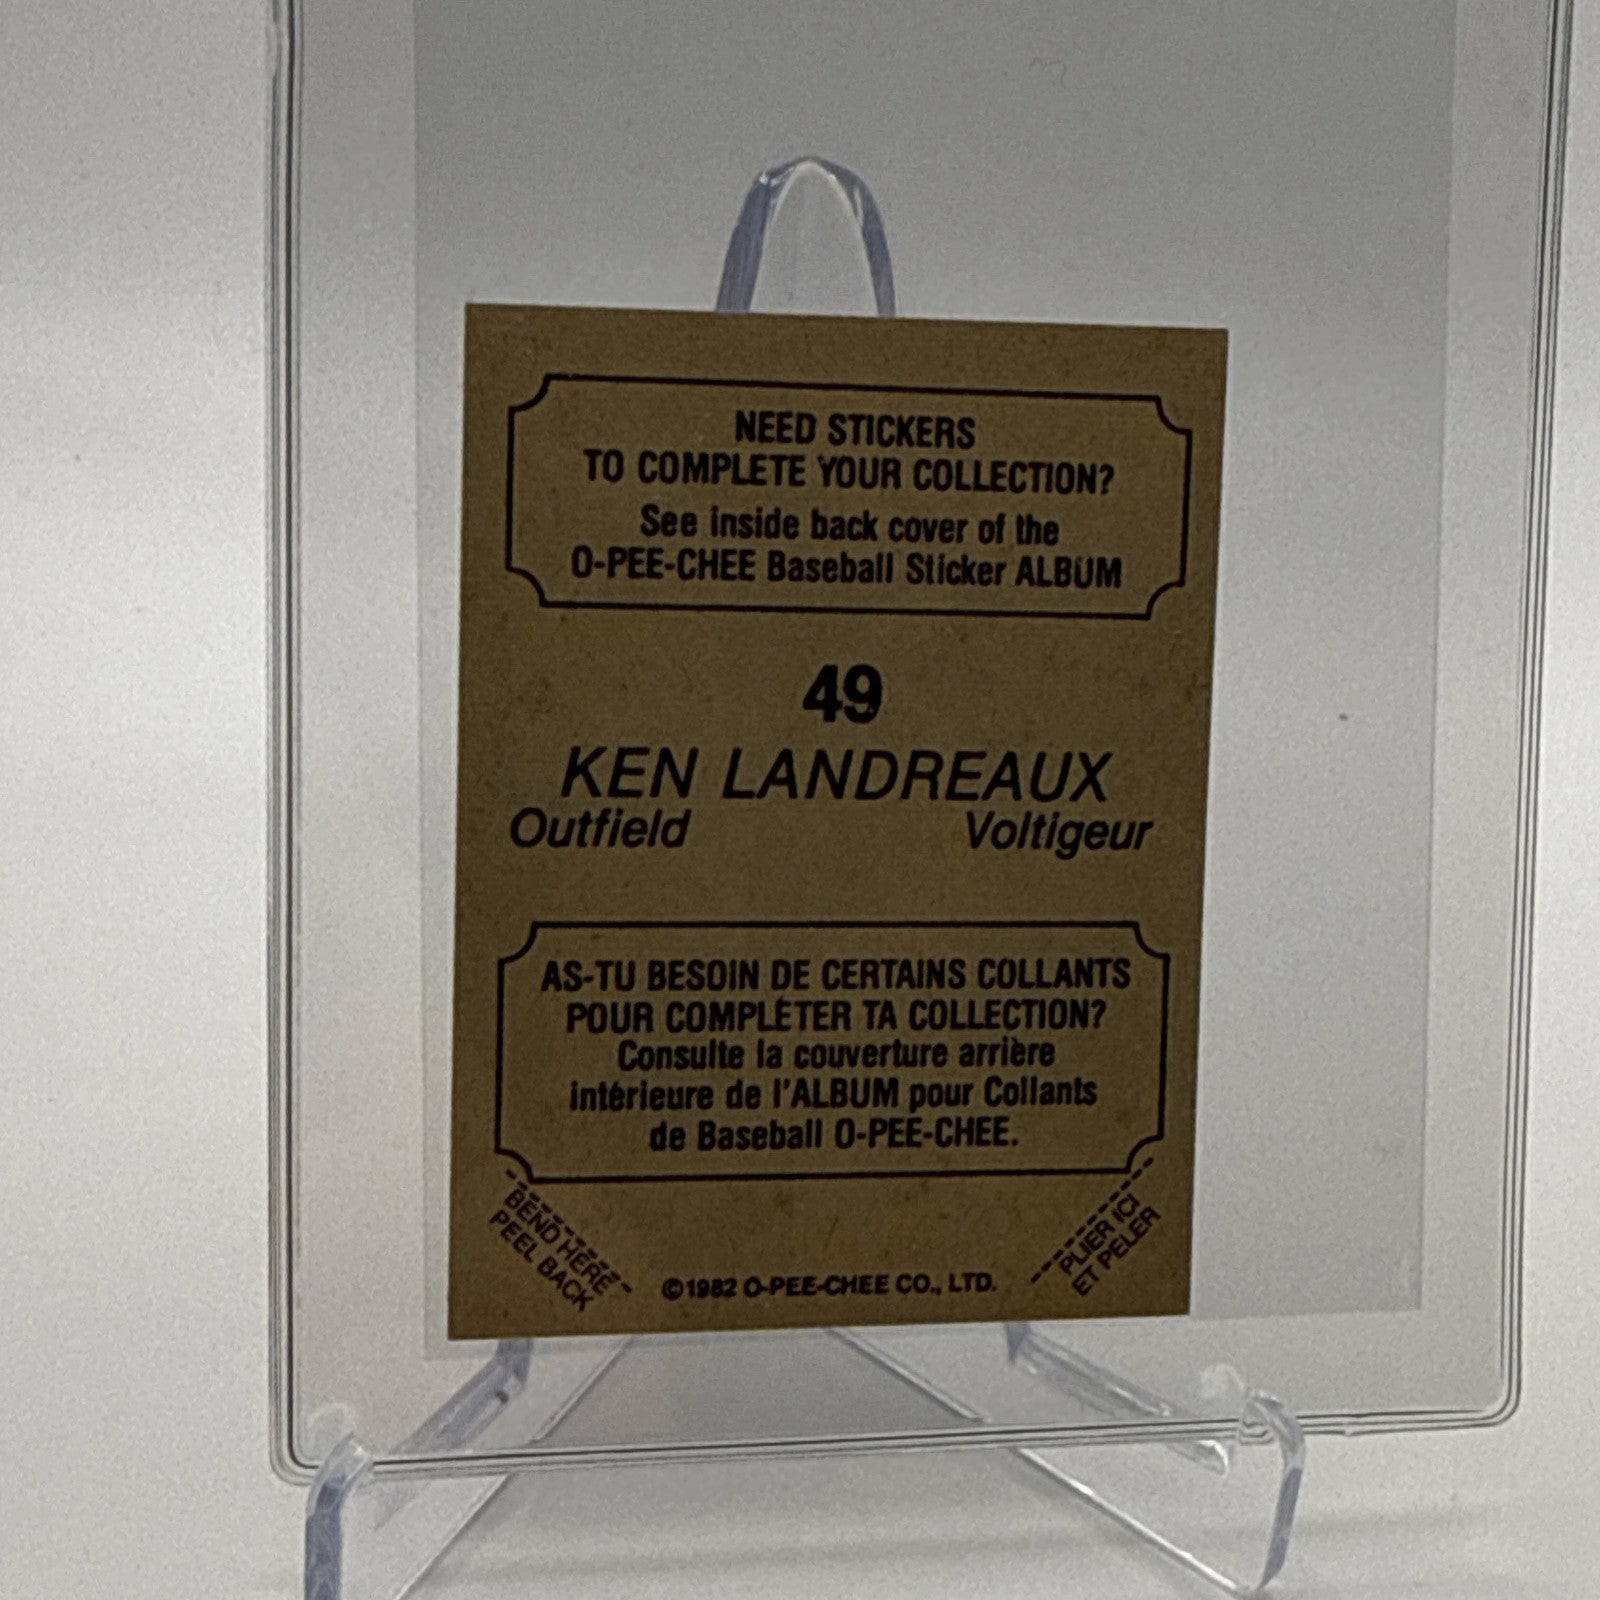 NEED STICKERS
TO COMPLETE YOUR COLLECTION?
See inside back cover of the
O-PEE-CHEE Baseball Sticker ALBUM
49
KEN LANDREAUX
Outfield Voltigeur
AS-TU BESOIN DE CERTAINS COLLANTS
POUR COMPLÉTER TA COLLECTION?
Consulte la couverture arrière
intérieure de l'ALBUM pour Collants
de Baseball O-PEE-CHEE.
BEND HERE
PEEL BACK
©1982 O-PEE-CHEE CO., LTD.
PLIER ICI
ET PELER